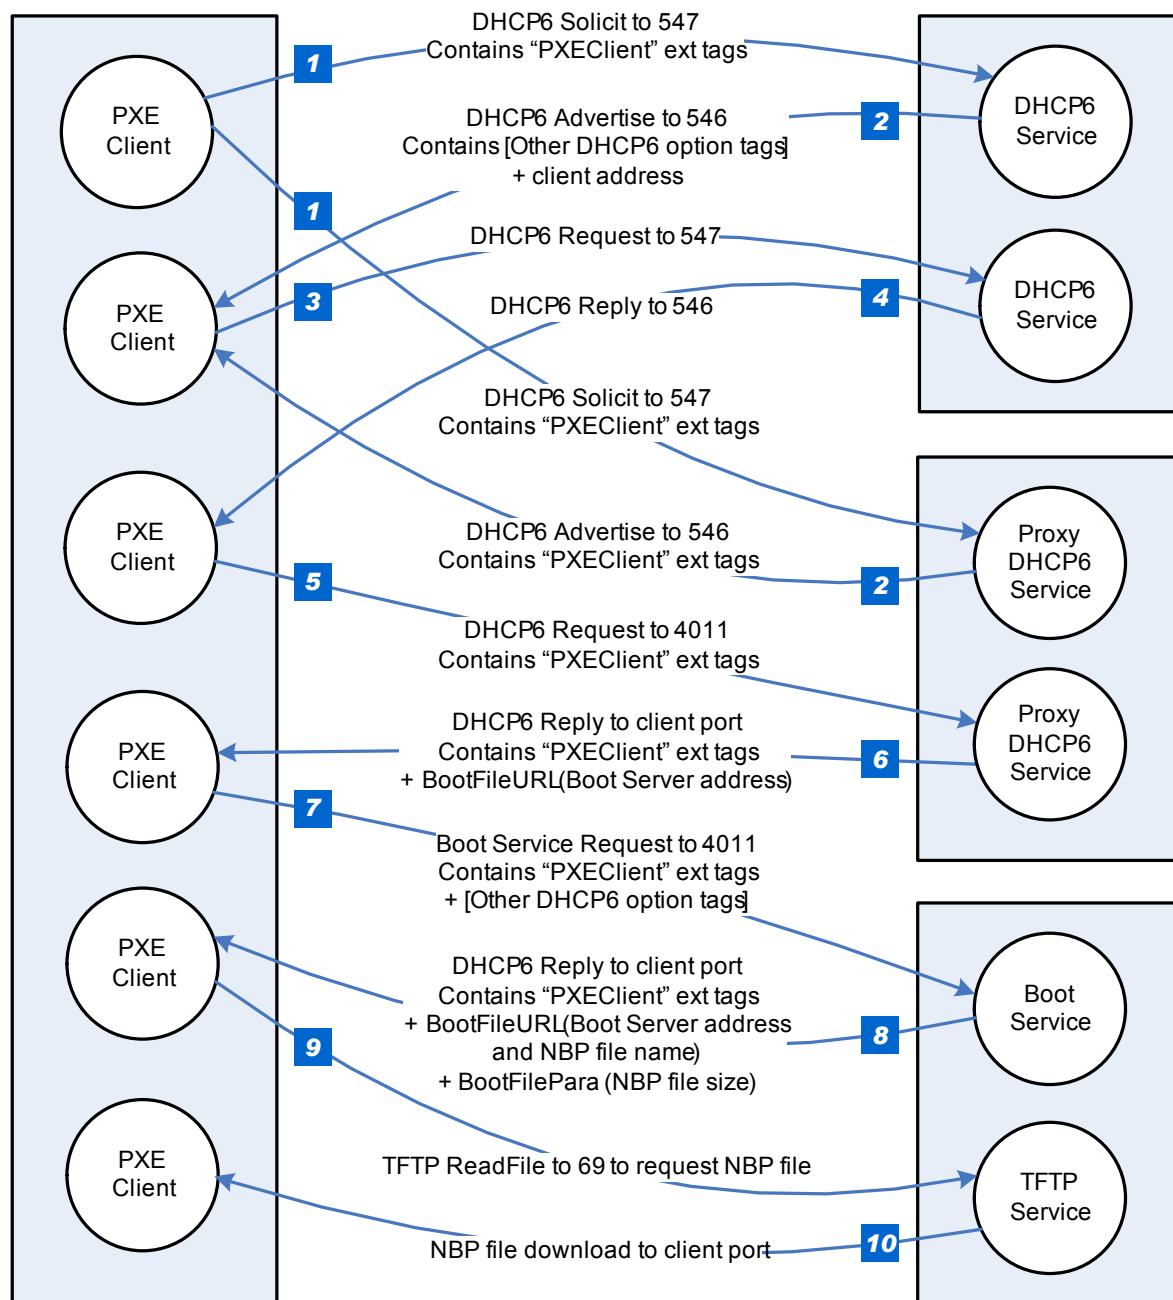 DHCP6 Solicit to 547
Contains “PXEClient” ext tags
1
PXE
Client
DHCP6
Service
DHCP6 Advertise to 546
Contains [Other DHCP6 option tags]
+ client address
2
1
DHCP6 Request to 547
3
PXE
Client
DHCP6 Reply to 546
4
DHCP6
Service
DHCP6 Solicit to 547
Contains “PXEClient” ext tags
PXE
Client
DHCP6 Advertise to 546
Contains “PXEClient” ext tags
5
2
Proxy
DHCP6
Service
DHCP6 Request to 4011
Contains “PXEClient” ext tags
PXE
Client
DHCP6 Reply to client port
Contains “PXEClient” ext tags
+ BootFileURL(Boot Server address)
6
Proxy
DHCP6
Service
7
Boot Service Request to 4011
Contains “PXEClient” ext tags
+ [Other DHCP6 option tags]
PXE
Client
DHCP6 Reply to client port
Contains “PXEClient” ext tags
+ BootFileURL(Boot Server address
and NBP file name)
+ BootFilePara (NBP file size)
9
8
Boot
Service
PXE
Client
TFTP ReadFile to 69 to request NBP file
TFTP
Service
NBP file download to client port
10